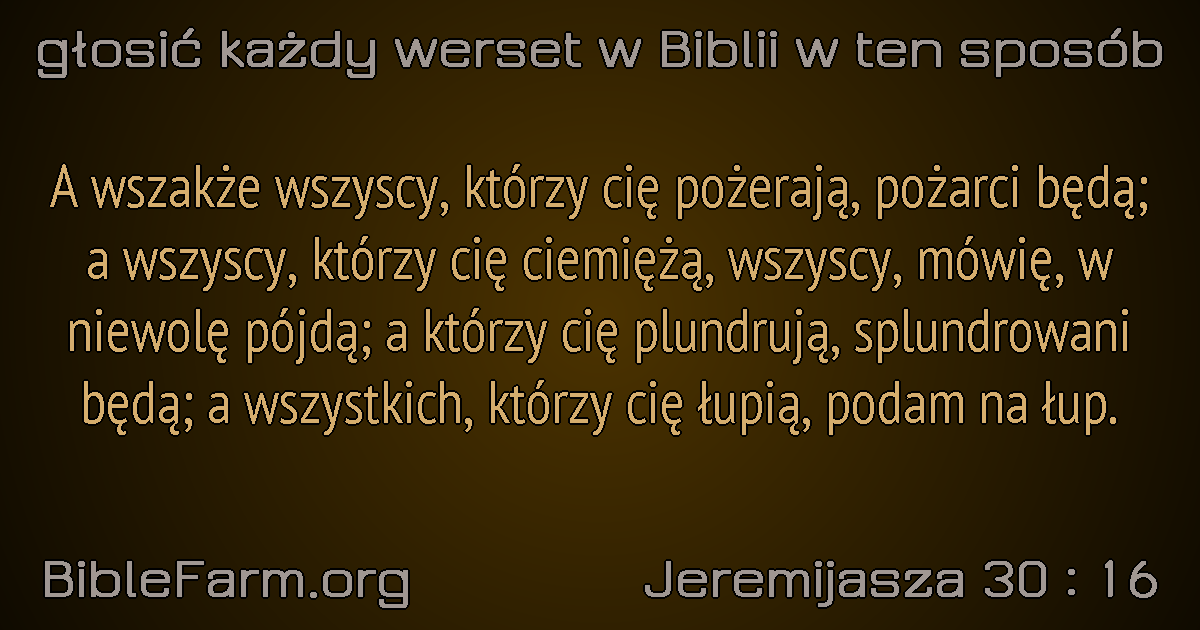 głosić każdy werset w Biblii w ten sposób
A wszakże wszyscy, którzy cię pożerają, pożarci będą;
a wszyscy, którzy cię ciemiężą, wszyscy, mówię, w
niewolę pójdą; a którzy cię plundrują, splundrowani
będą; a wszystkich, którzy cię łupią, podam na łup.
BibleFarm.org
Jeremijasza 30 : 16